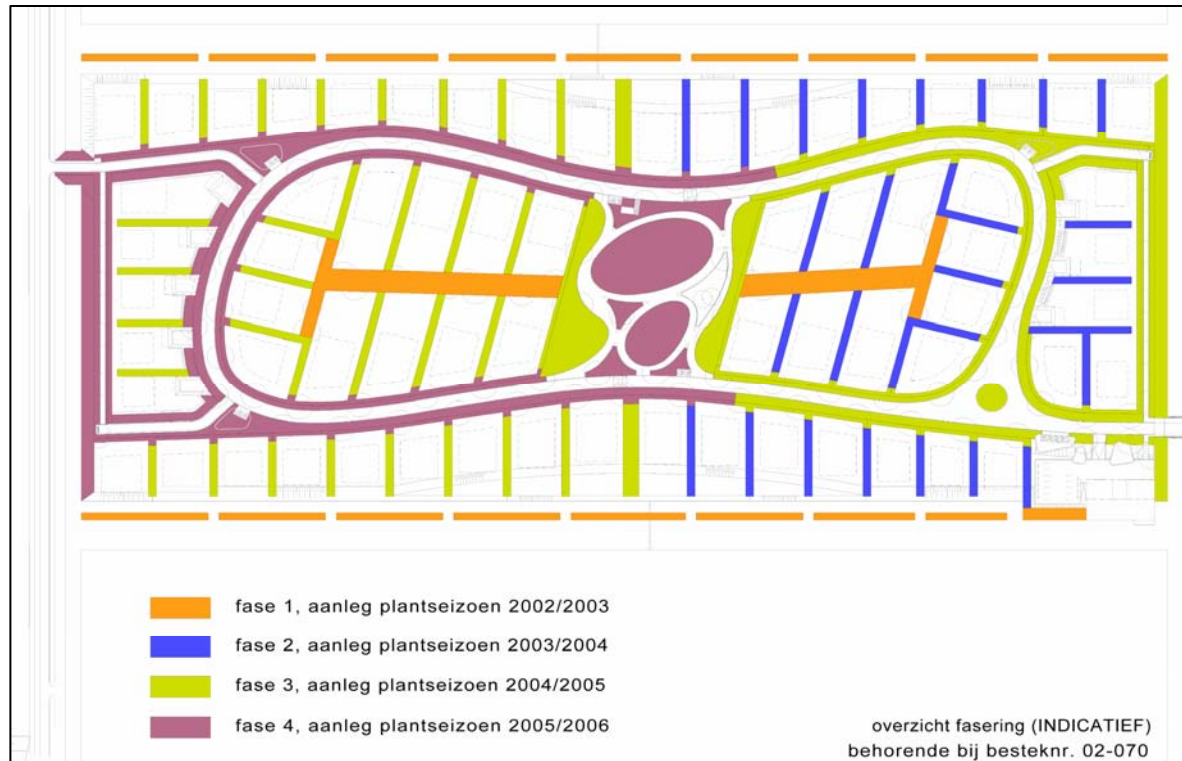 fase 1, aanleg plantseizoen 2002/2003
fase 2, aanleg plantseizoen 2003/2004
fase 3, aanleg plantseizoen 2004/2005
fase 4, aanleg plantseizoen 2005/2006
overzicht fasering (INDICATIEF)
behorende bij besteknr. 02-070